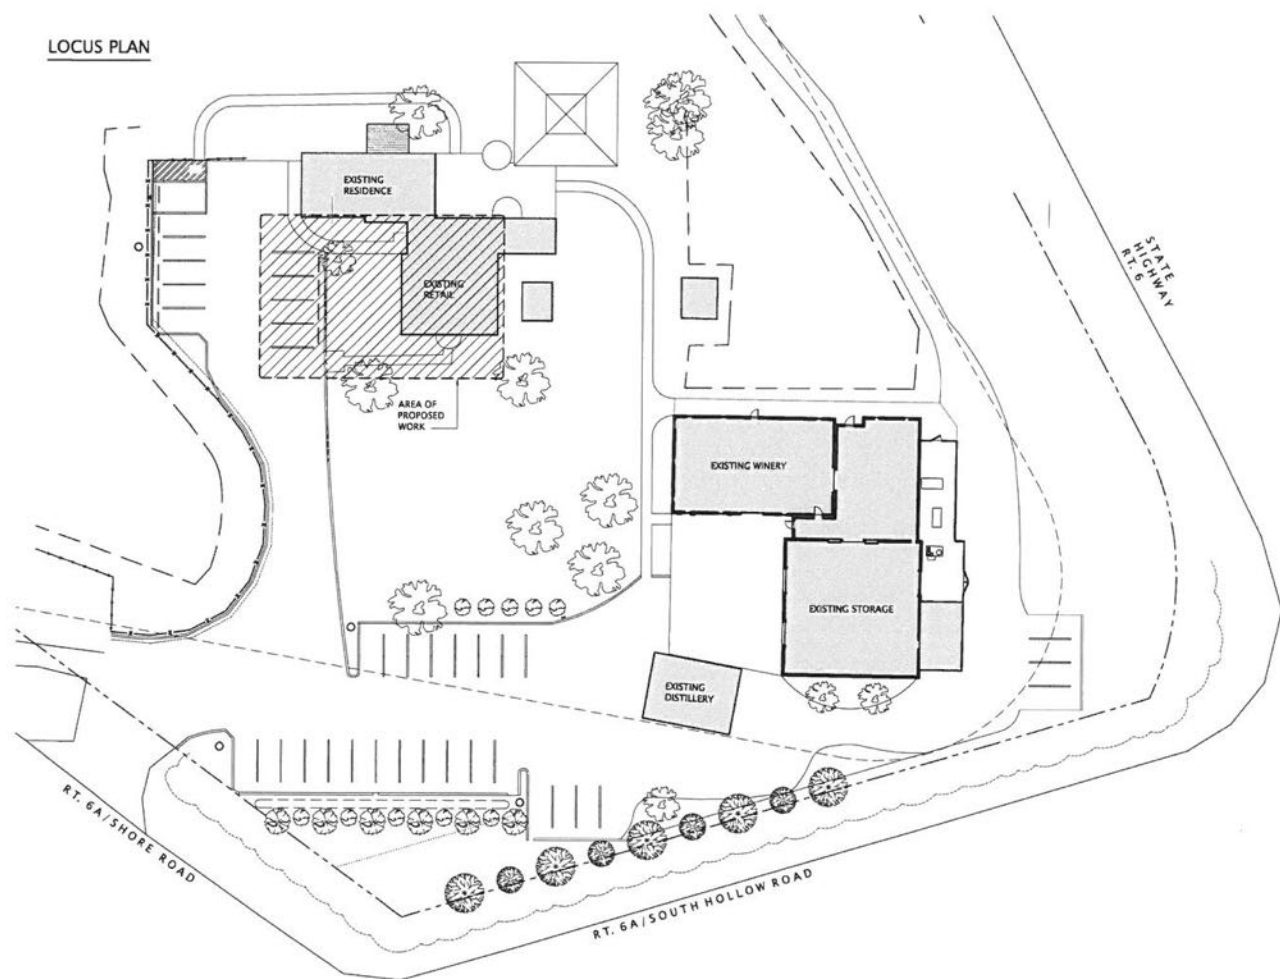 LOCUS PLAN
EXISTING
RESIDENCE
STATE
HIGHWAY
RT. 6
EXISTING
RETAIL
AREA OF
PROPOSED
WORK
EXISTING WINERY
EXISTING STORAGE
EXISTING
DISTILLERY
RT. 6A/SHORE ROAD
RT. 6A/SOUTH HOLLOW ROAD